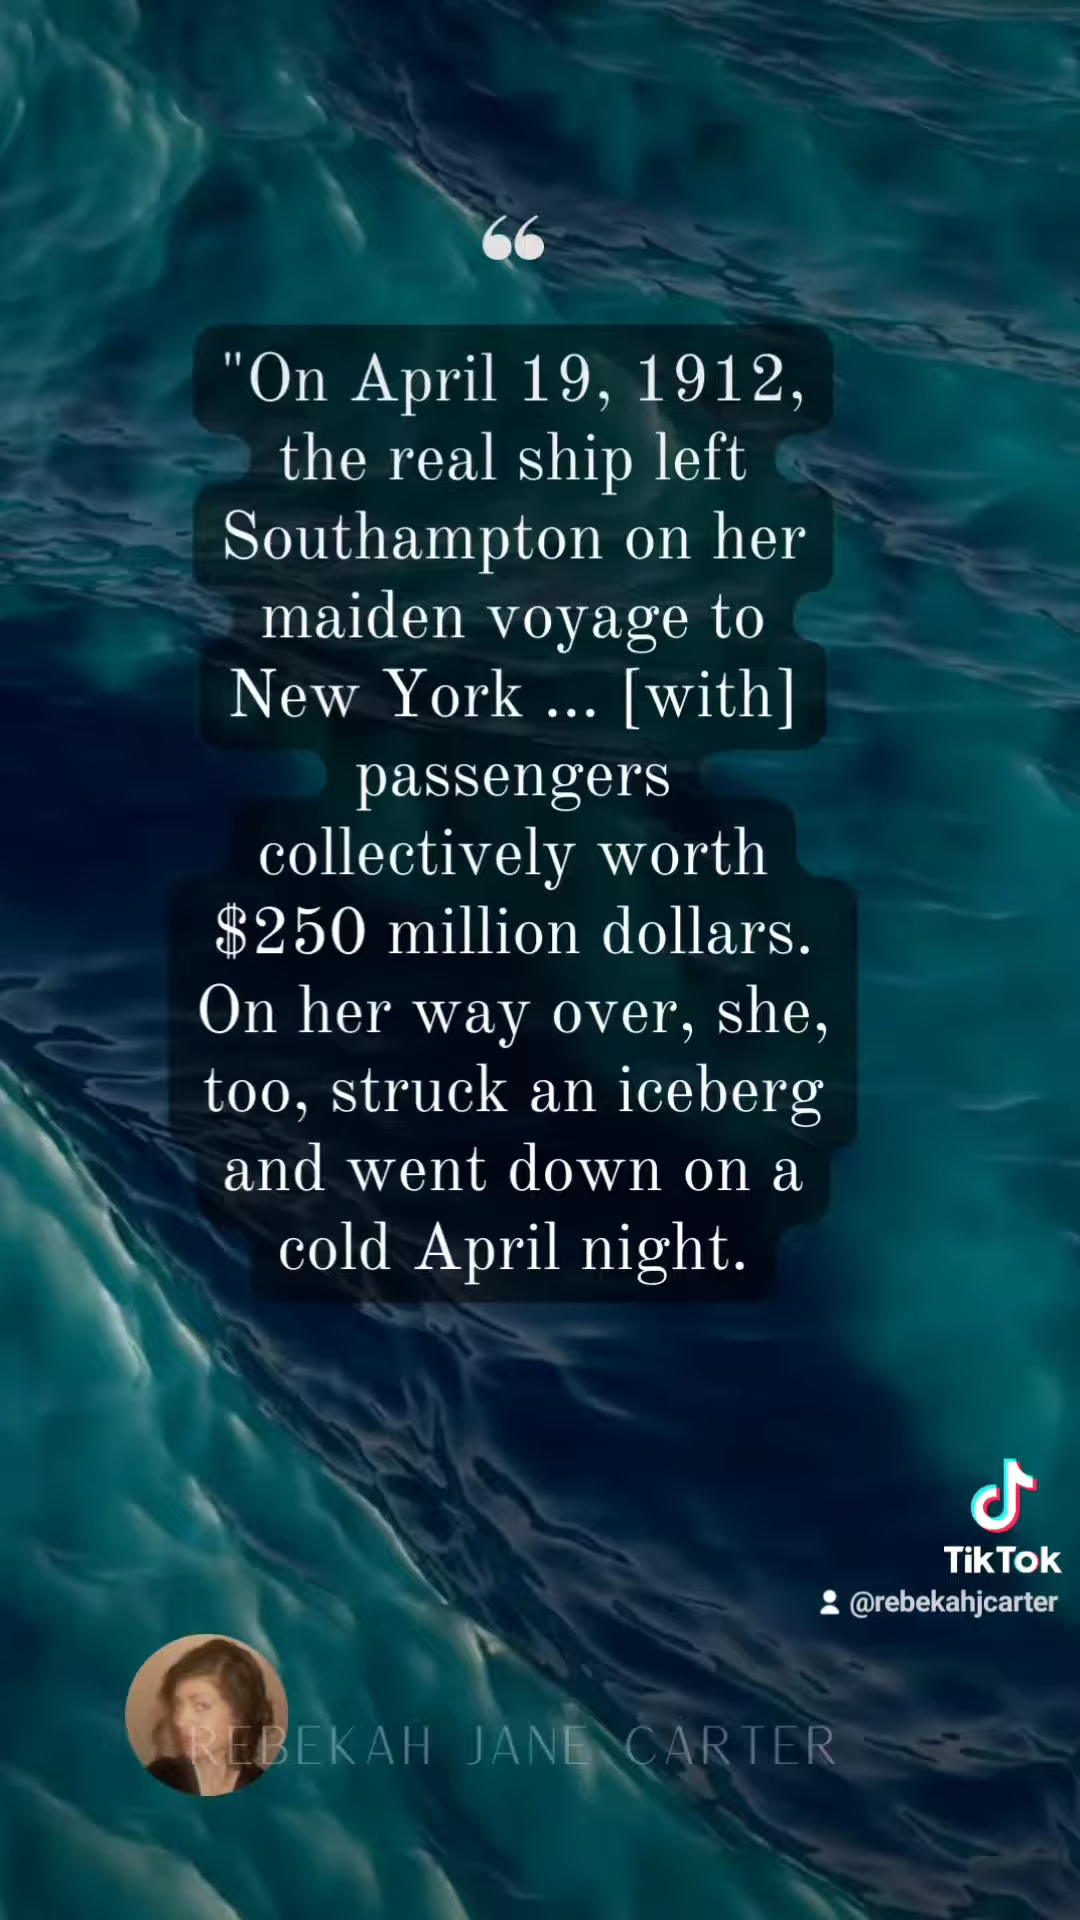 “
"On April 19, 1912,
the real ship left
Southampton on her
maiden voyage to
New York ... [with]
passengers
collectively worth
$250 million dollars.
On her way over, she,
too, struck an iceberg
and went down on a
cold April night.
TikTok
@rebekahjcarter
REBEKAH JANE CARTER